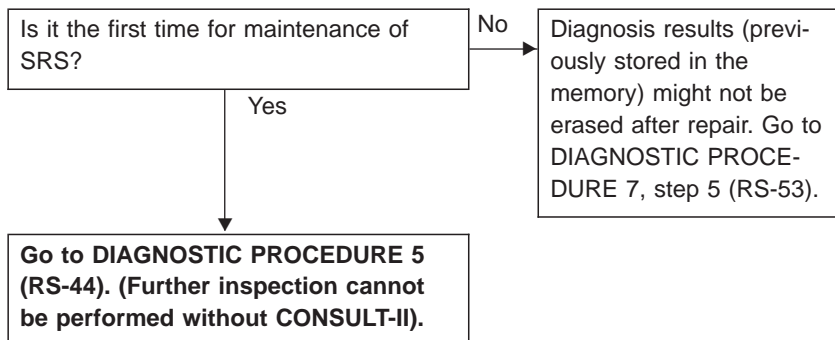 Is it the first time for maintenance of
SRS?
No
Diagnosis results (previ-
ously stored in the
memory) might not be
erased after repair. Go to
DIAGNOSTIC PROCE-
DURE 7, step 5 (RS-53).
Yes
Go to DIAGNOSTIC PROCEDURE 5
(RS-44). (Further inspection cannot
be performed without CONSULT-II).